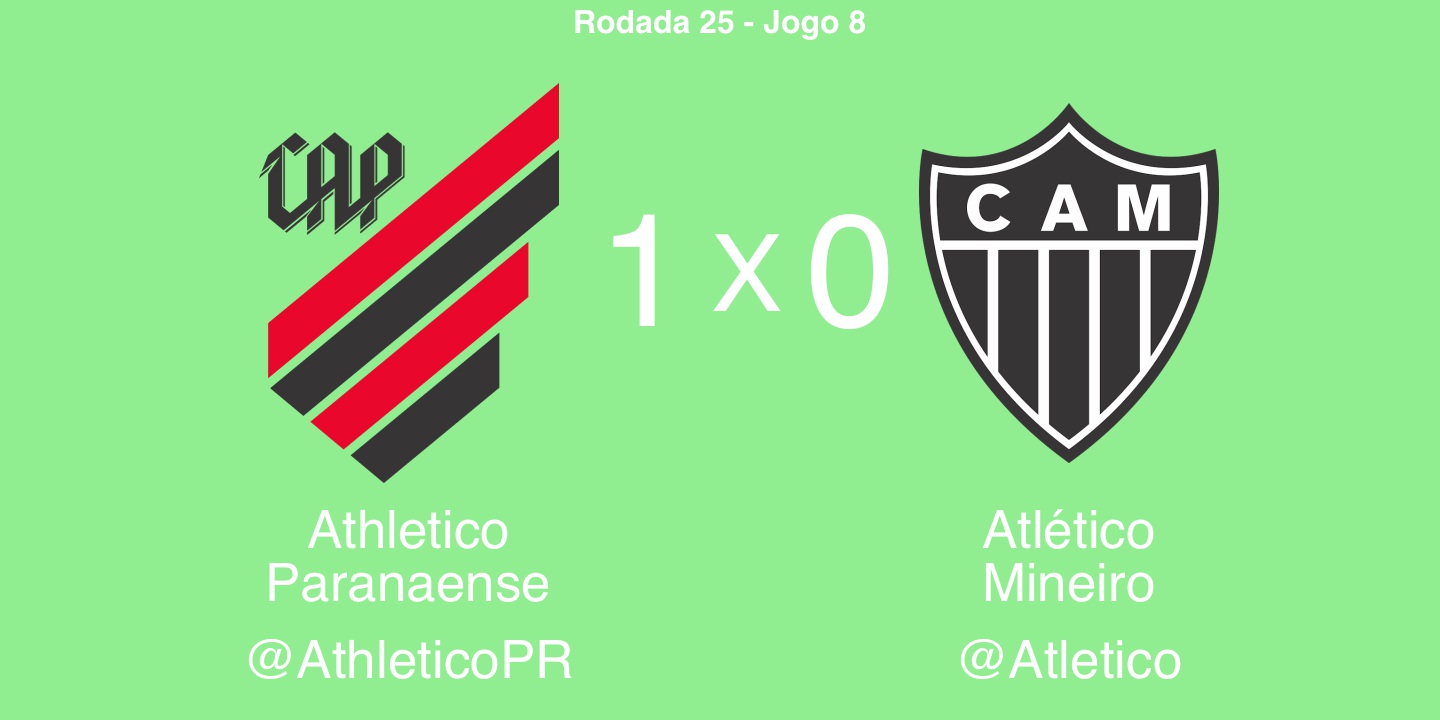 Rodada 25 - Jogo 8
CAP
1 X 0
CAM
Athletico
Paranaense
@AthleticoPR
Atlético
Mineiro
@Atletico